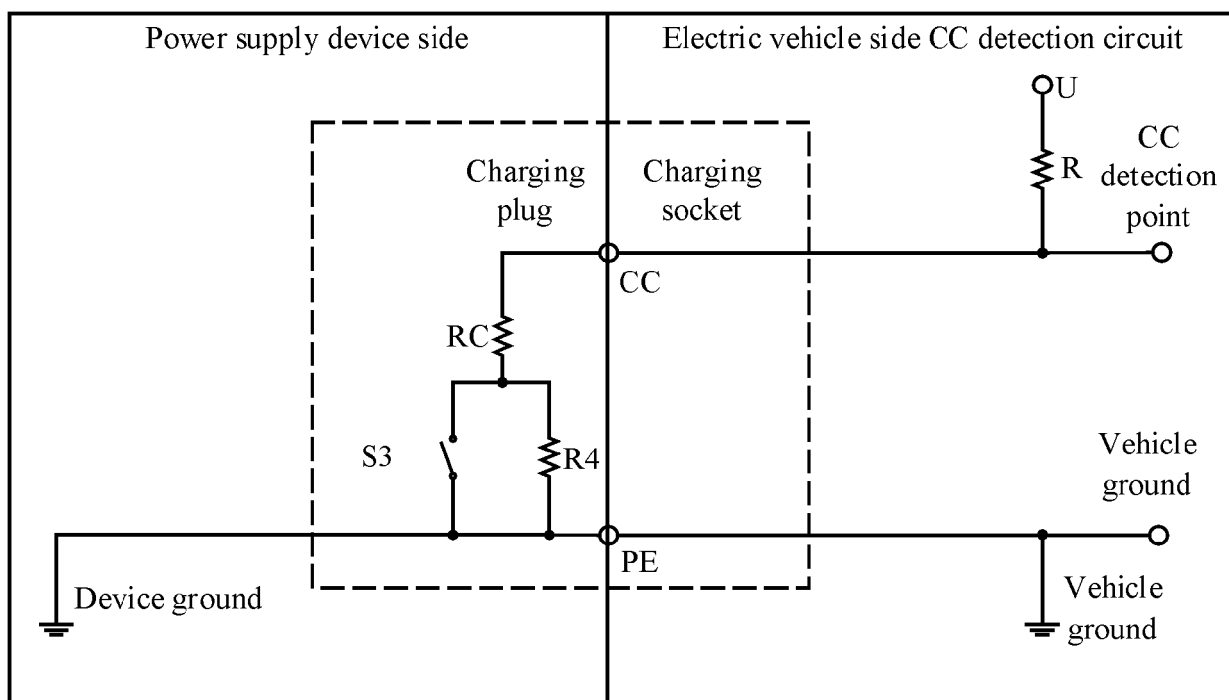 Power supply device side
Electric vehicle side CC detection circuit
U
R
CC
detection
point
Charging
plug
Charging
socket
CC
RC
S3
R4
Vehicle
ground
PE
Device ground
Vehicle
ground